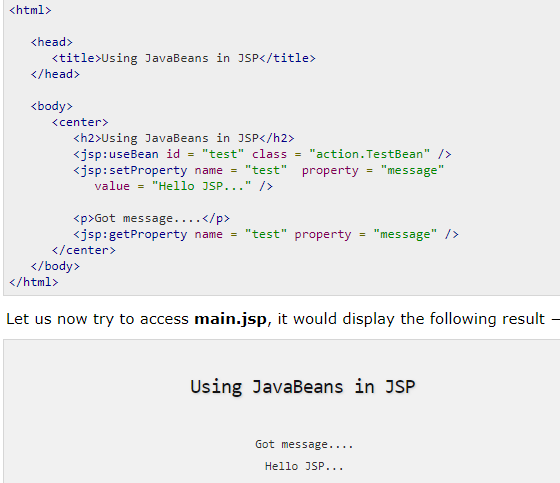 <html>
<head>
<title>Using JavaBeans in JSP</title>
</head>
<body>
<center>
<h2>Using JavaBeans in JSP</h2>
<jsp:useBean id = "test" class = "action.TestBean" />
<jsp:setProperty name = "test"  property = "message"
value = "Hello JSP..." />
<p>Got message....</p>
<jsp:getProperty name = "test" property = "message" />
</center>
</body>
</html>
Let us now try to access main.jsp, it would display the following result −
Using JavaBeans in JSP
Got message....
Hello JSP...